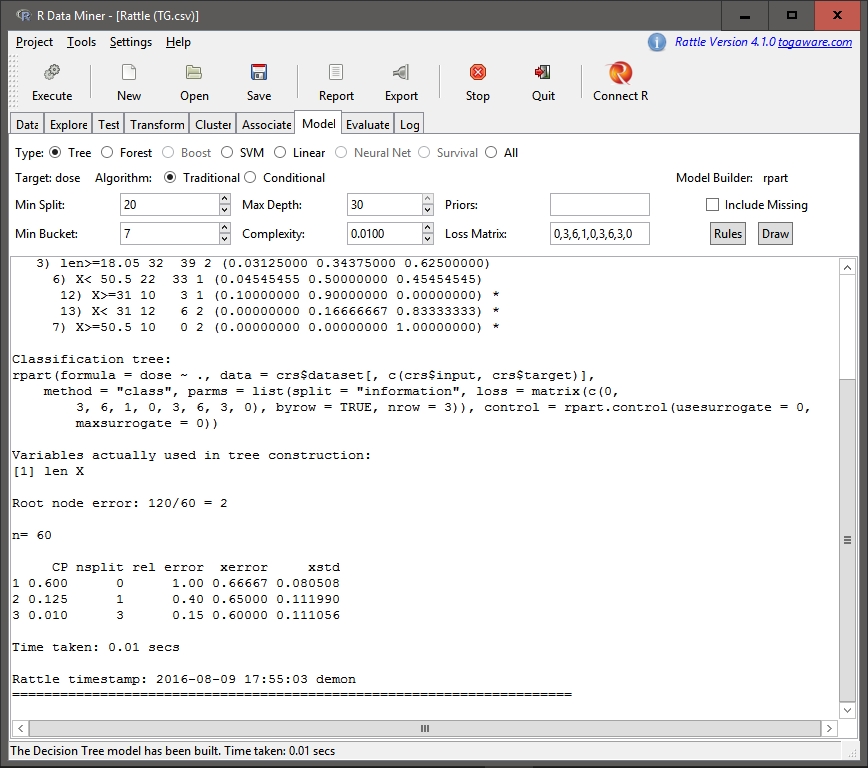 R Data Miner - [Rattle (TG.csv)]
Project Tools Settings Help
Rattle Version 4.1.0 togaware.com
Execute New Open Save Report Export Stop Quit Connect R
Data Explore Test Transform Cluster Associate Model Evaluate Log
Type: Tree Forest Boost SVM Linear Neural Net Survival All
Target: dose Algorithm: Traditional Conditional Model Builder: rpart
Min Split: 20 Max Depth: 30 Priors: Include Missing
Min Bucket: 7 Complexity: 0.0100 Loss Matrix: 0,3,6,1,0,3,6,3,0 Rules Draw
3) len>=18.05 32 39 2 (0.03125000 0.34375000 0.62500000)
6) X< 50.5 22 33 1 (0.04545455 0.50000000 0.45454545)
12) X>=31 10 3 1 (0.10000000 0.90000000 0.00000000) *
13) X< 31 12 6 2 (0.00000000 0.16666667 0.83333333) *
7) X>=50.5 10 0 2 (0.00000000 0.00000000 1.00000000) *
Classification tree:
rpart(formula = dose ~ ., data = crs$dataset[, c(crs$input, crs$target)],
method = "class", parms = list(split = "information", loss = matrix(c(0,
3, 6, 1, 0, 3, 6, 3, 0), byrow = TRUE, nrow = 3)), control = rpart.control(usesurrogate = 0,
maxsurrogate = 0))
Variables actually used in tree construction:
[1] len X
Root node error: 120/60 = 2
n= 60
CP nsplit rel error xerror xstd
1 0.600 0 1.00 0.66667 0.080508
2 0.125 1 0.40 0.65000 0.111990
3 0.010 3 0.15 0.60000 0.111056
Time taken: 0.01 secs
Rattle timestamp: 2016-08-09 17:55:03 demon
======================================================================
The Decision Tree model has been built. Time taken: 0.01 secs